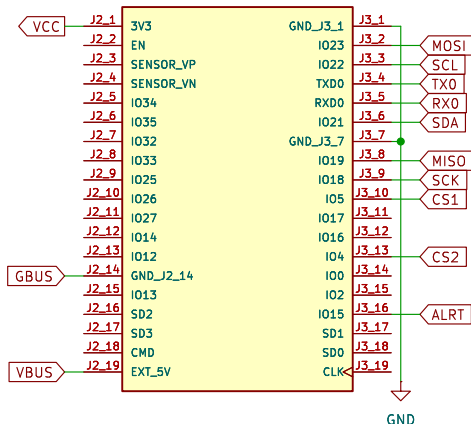 VCC J2_1 3V3 GND_J3_1 J3_1
J2_2 EN IO23 J3_2 MOSI
J2_3 SENSOR_VP IO22 J3_3 SCL
J2_4 SENSOR_VN TXD0 J3_4 TX0
J2_5 IO34 RXD0 J3_5 RX0
J2_6 IO35 IO21 J3_6 SDA
J2_7 IO32 GND_J3_7 J3_7
J2_8 IO33 IO19 J3_8 MISO
J2_9 IO25 IO18 J3_9 SCK
J2_10 IO26 IO5 J3_10 CS1
J2_11 IO27 IO17 J3_11
J2_12 IO14 IO16 J3_12
J2_13 IO12 IO4 J3_13 CS2
GBUS J2_14 GND_J2_14 IO0 J3_14
J2_15 IO13 IO2 J3_15
J2_16 SD2 IO15 J3_16 ALRT
J2_17 SD3 SD1 J3_17
J2_18 CMD SD0 J3_18
VBUS J2_19 EXT_5V CLK J3_19
GND